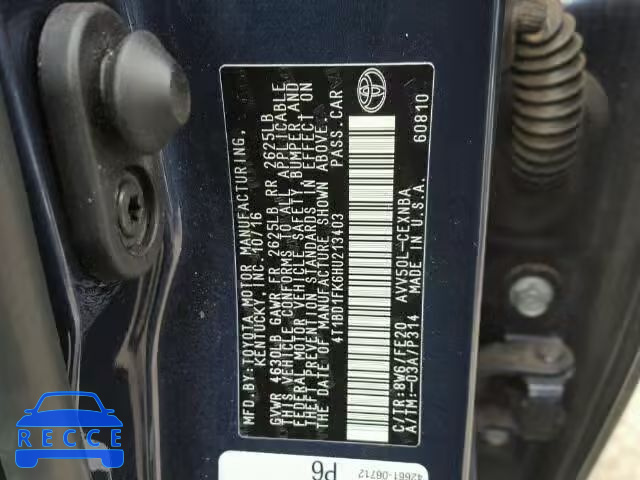 MFD.BY:TOYOTA MOTOR MANUFACTURING,
KENTUCKY, INC. 10/16
GVWR 4630LB GAWR FR 2625LB RR 2625LB
THIS VEHICLE CONFORMS TO ALL APPLICABLE
FEDERAL MOTOR VEHICLE SAFETY BUMPER, AND
THEFT PREVENTION STANDARDS IN EFFECT ON
THE DATE OF MANUFACTURE SHOWN ABOVE.
4T1BD1FK6HU213403 PASS.CAR
C/TR:8W6/FE20 AVV50L-CEXNBA
A/TM:-03A/P314 MADE IN U.S.A.
60810
P6
42661-06712
RECCE